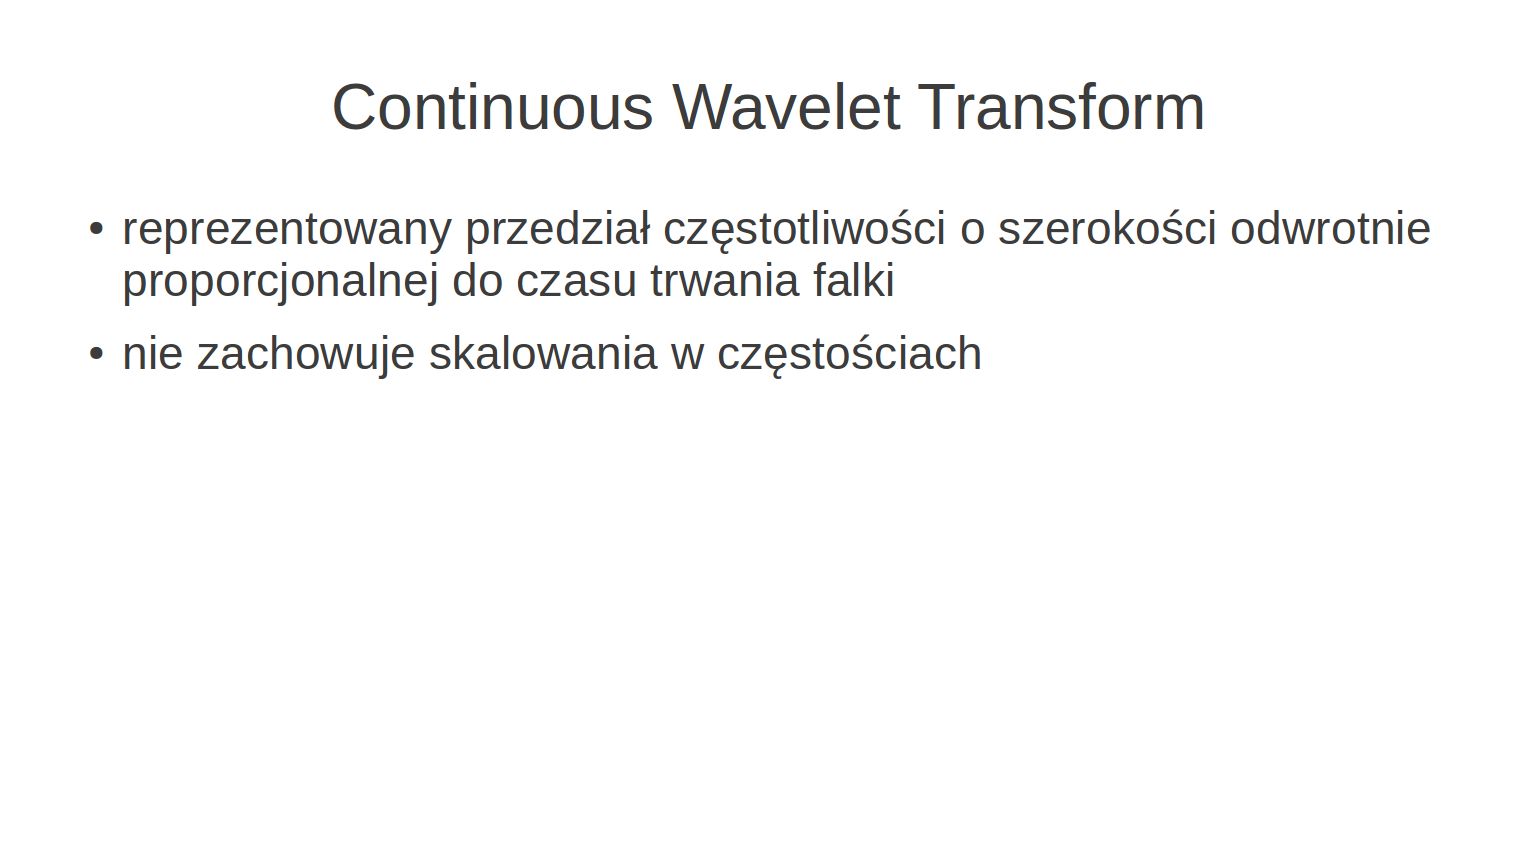 Continuous Wavelet Transform
• reprezentowany przedział częstotliwości o szerokości odwrotnie
proporcjonalnej do czasu trwania falki
• nie zachowuje skalowania w częstościach